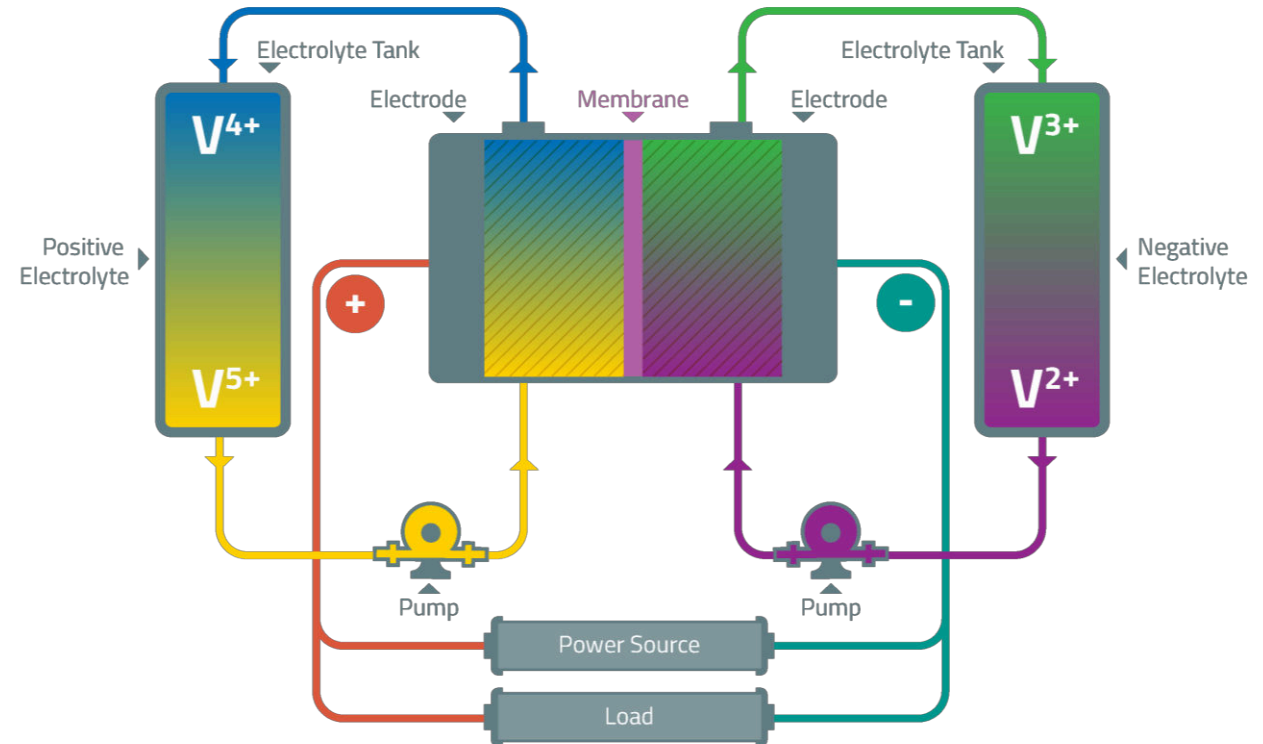 Electrolyte Tank
Electrolyte Tank
Electrode
Membrane
Electrode
V⁴⁺
V³⁺
Positive
Electrolyte
Negative
Electrolyte
+
-
V⁵⁺
V²⁺
Pump
Pump
Power Source
Load